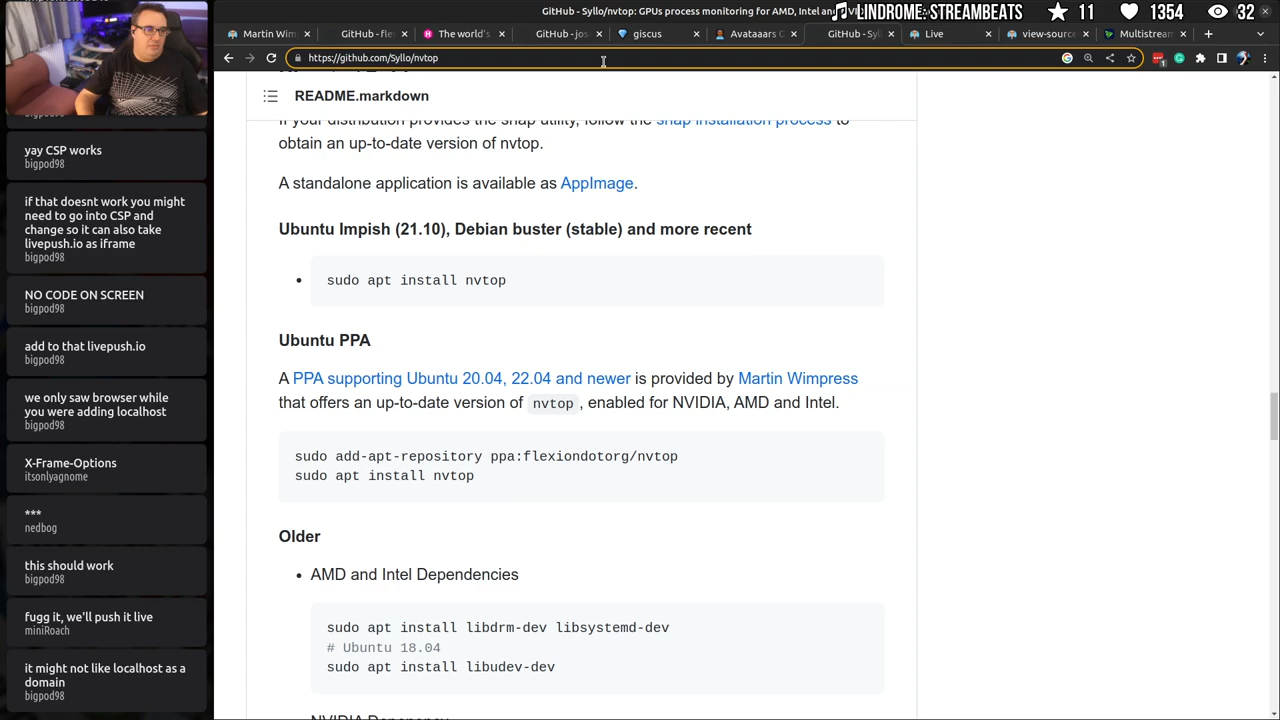 GitHub - Syllo/nvtop: GPUs process monitoring for AMD, Intel and
LINDROME: STREAMBEATS
11
1354
32
Martin Wim
GitHub - fle
The world's
GitHub - jos
giscus
Avataaars G
GitHub - Syl
Live
view-source
Multistream
https://github.com/Syllo/nvtop
1
README.markdown
If your distribution provides the snap utility, follow the snap installation process to
obtain an up-to-date version of nvtop.
A standalone application is available as AppImage.
Ubuntu Impish (21.10), Debian buster (stable) and more recent
sudo apt install nvtop
Ubuntu PPA
A PPA supporting Ubuntu 20.04, 22.04 and newer is provided by Martin Wimpress
that offers an up-to-date version of nvtop, enabled for NVIDIA, AMD and Intel.
sudo add-apt-repository ppa:flexiondotorg/nvtop
sudo apt install nvtop
Older
AMD and Intel Dependencies
sudo apt install libdrm-dev libsystemd-dev
# Ubuntu 18.04
sudo apt install libudev-dev
NVIDIA Depenency
bigpod98
yay CSP works
bigpod98
if that doesnt work you might
need to go into CSP and
change so it can also take
livepush.io as iframe
bigpod98
NO CODE ON SCREEN
bigpod98
add to that livepush.io
bigpod98
we only saw browser while
you were adding localhost
bigpod98
X-Frame-Options
itsonlyagnome
***
nedbog
this should work
bigpod98
fugg it, we'll push it live
miniRoach
it might not like localhost as a
domain
bigpod98